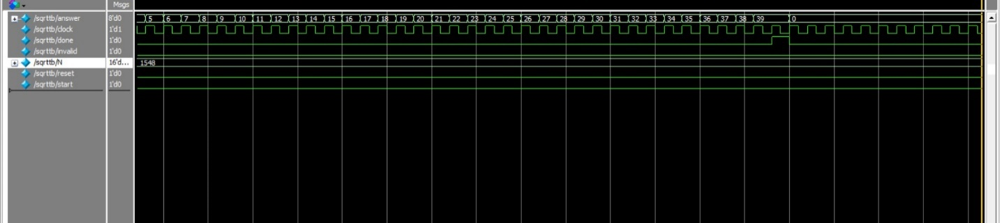 Msgs
/sqrttb/answer 8'd0 5 6 7 8 9 10 11 12 13 14 15 16 17 18 19 20 21 22 23 24 25 26 27 28 29 30 31 32 33 34 35 36 37 38 39 0
/sqrttb/clock 1'd1
/sqrttb/done 1'd0
/sqrttb/invalid 1'd0
/sqrttb/N 16'd... 1548
/sqrttb/reset 1'd0
/sqrttb/start 1'd0